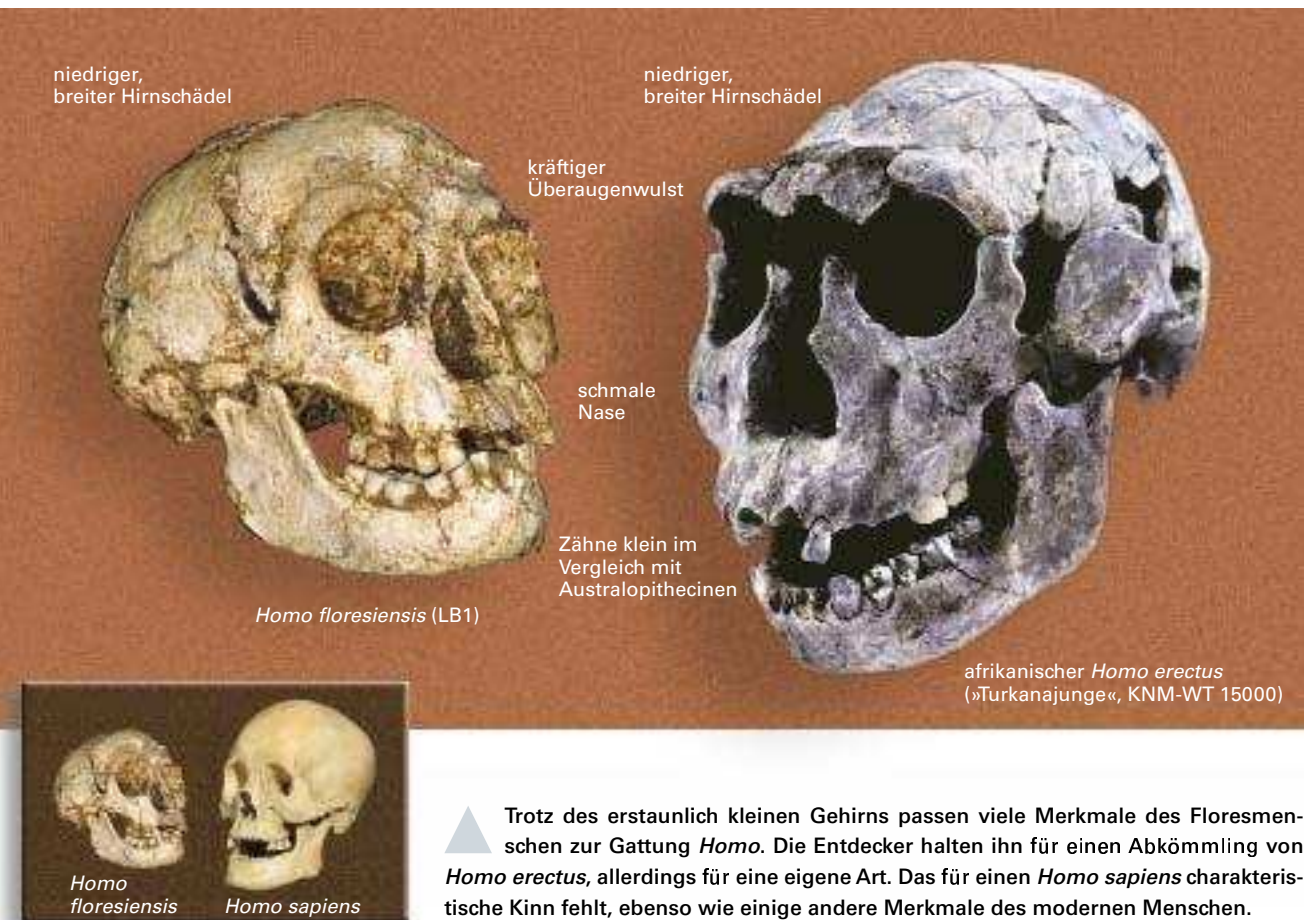 niedriger,
breiter Hirnschädel
niedriger,
breiter Hirnschädel
kräftiger
Überaugenwulst
schmale
Nase
Zähne klein im
Vergleich mit
Australopithecinen
Homo floresiensis (LB1)
afrikanischer Homo erectus
(»Turkanajunge«, KNM-WT 15000)
Homo
floresiensis
Homo sapiens
Trotz des erstaunlich kleinen Gehirns passen viele Merkmale des Floresmen-
schen zur Gattung Homo. Die Entdecker halten ihn für einen Abkömmling von
Homo erectus, allerdings für eine eigene Art. Das für einen Homo sapiens charakteris-
tische Kinn fehlt, ebenso wie einige andere Merkmale des modernen Menschen.